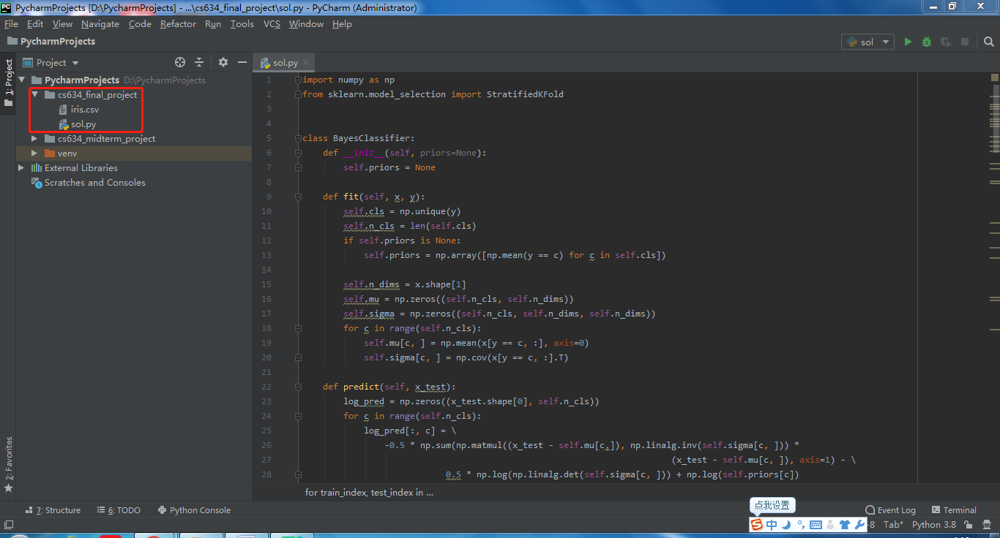 PycharmProjects [D:\PycharmProjects] - ...\cs634_final_project\sol.py - PyCharm (Administrator)
File Edit View Navigate Code Refactor Run Tools VCS Window Help
PycharmProjects
sol
Project
sol.py
1: Project
PycharmProjects D:\PycharmProjects
cs634_final_project
iris.csv
sol.py
cs634_midterm_project
venv
External Libraries
Scratches and Consoles
1 import numpy as np
2 from sklearn.model_selection import StratifiedKFold
3
4
5 class BayesClassifier:
6     def __init__(self, priors=None):
7         self.priors = None
8
9     def fit(self, x, y):
10         self.cls = np.unique(y)
11         self.n_cls = len(self.cls)
12         if self.priors is None:
13             self.priors = np.array([np.mean(y == c) for c in self.cls])
14
15         self.n_dims = x.shape[1]
16         self.mu = np.zeros((self.n_cls, self.n_dims))
17         self.sigma = np.zeros((self.n_cls, self.n_dims, self.n_dims))
18         for c in range(self.n_cls):
19             self.mu[c, ] = np.mean(x[y == c, :], axis=0)
20             self.sigma[c, ] = np.cov(x[y == c, :].T)
21
22     def predict(self, x_test):
23         log_pred = np.zeros((x_test.shape[0], self.n_cls))
24         for c in range(self.n_cls):
25             log_pred[:, c] = \
26                 -0.5 * np.sum(np.matmul((x_test - self.mu[c,]), np.linalg.inv(self.sigma[c, ])) *
27                 (x_test - self.mu[c, ]), axis=1) - \
28                 0.5 * np.log(np.linalg.det(self.sigma[c, ])) + np.log(self.priors[c])
for train_index, test_index in ...
2: Favorites
7: Structure 6: TODO Python Console
点我设置
Event Log Terminal
中
-8 Tab* Python 3.8